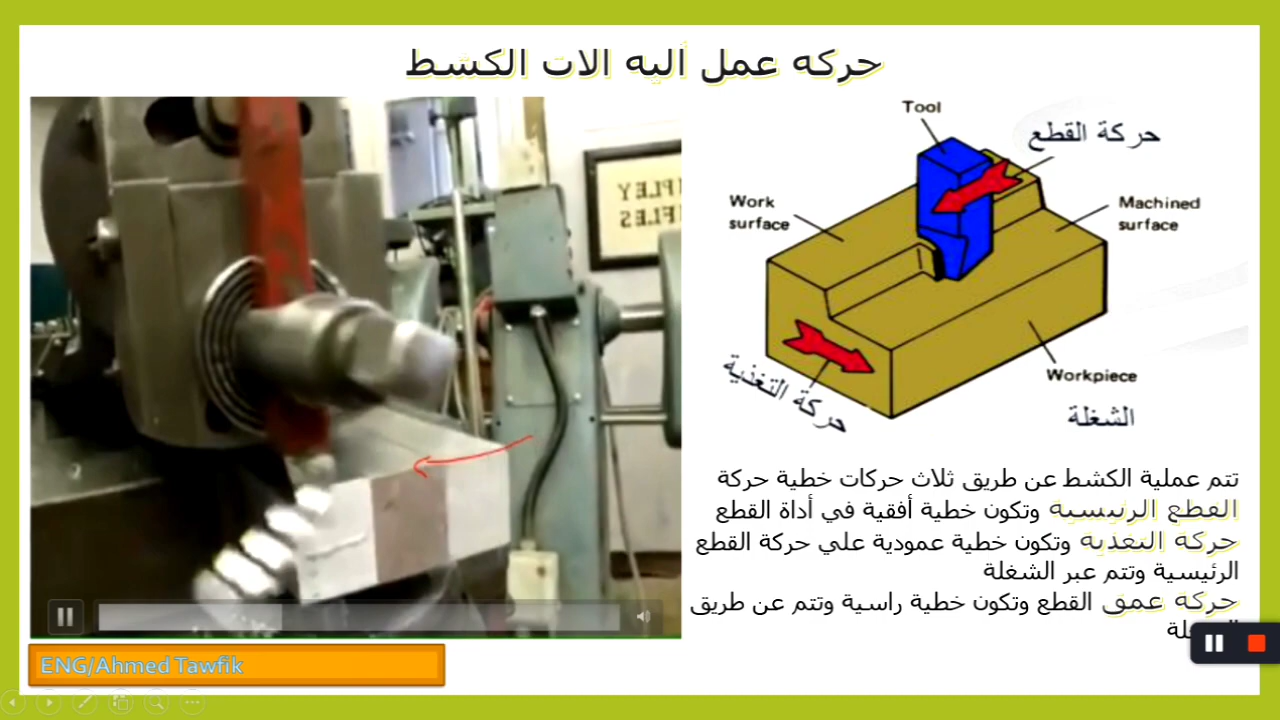 حركه عمل آليه الات الكشط
Tool
حركة القطع
Work
surface
Machined
surface
حركة التغذية
Workpiece
الشغلة
تتم عملية الكشط عن طريق ثلاث حركات خطية حركة
القطع الرئيسية وتكون خطية أفقية في أداة القطع
حركه التغذيه وتكون خطية عمودية علي حركة القطع
الرئيسية وتتم عبر الشغلة
حركه عمق القطع وتكون خطية راسية وتتم عن طريق
ENG/Ahmed Tawfik